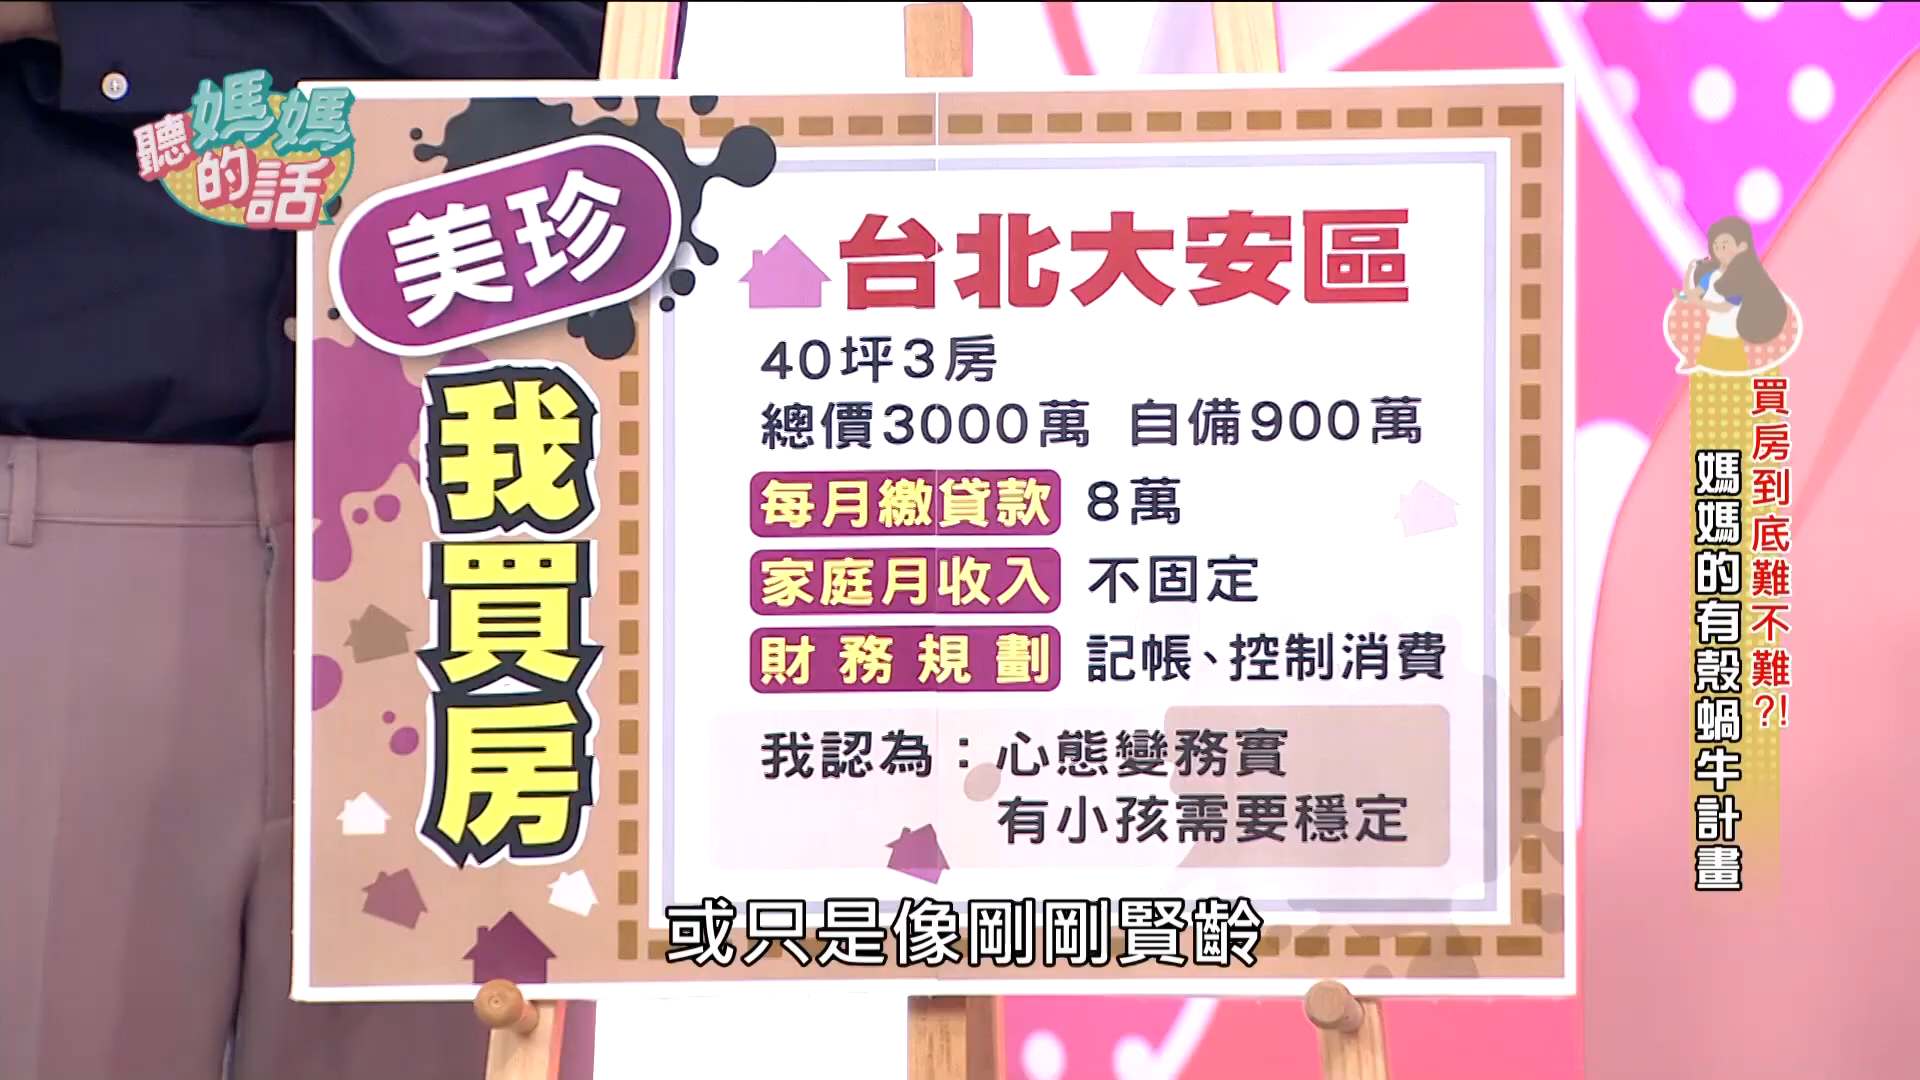 聽媽媽的話
美珍
我買房
台北大安區
40坪3房
總價3000萬 自備900萬
每月繳貸款 8萬
家庭月收入 不固定
財務規劃 記帳、控制消費
我認為：心態變務實
有小孩需要穩定
買房到底難不難?!
媽媽的有殼蝸牛計畫
或只是像剛剛賢齡